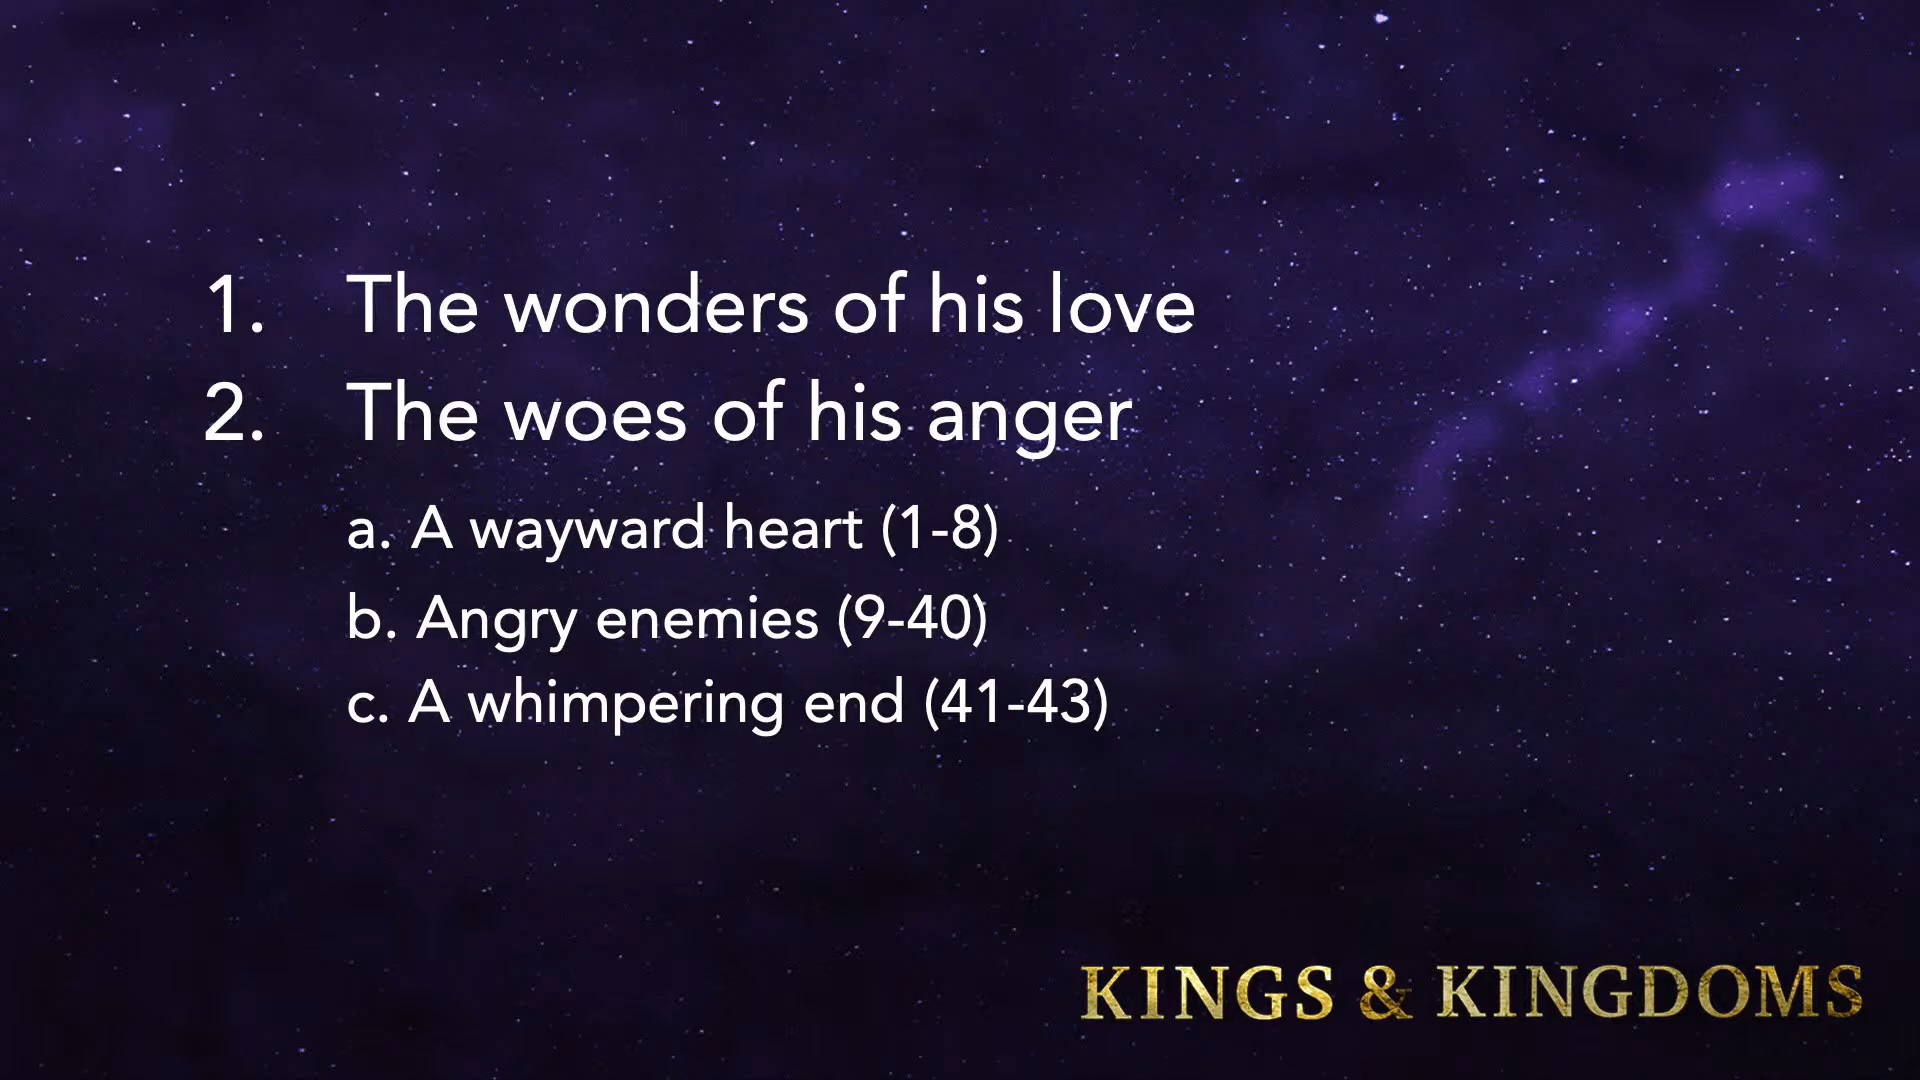 1. The wonders of his love
2. The woes of his anger
a. A wayward heart (1-8)
b. Angry enemies (9-40)
c. A whimpering end (41-43)
KINGS & KINGDOMS